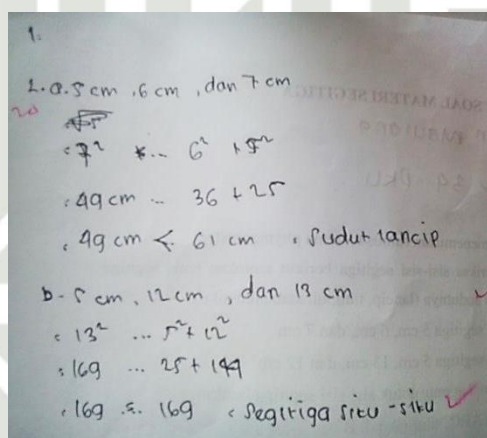 1.
2. a. 5 cm, 6 cm, dan 7 cm
20
= 7² ... 6² + 5²
= 49 cm ... 36 + 25
= 49 cm < 61 cm = Sudut lancip
b. 5 cm, 12 cm, dan 13 cm
= 13² ... 5² + 12²
= 169 ... 25 + 144
= 169 = 169 = Segitiga siku-siku